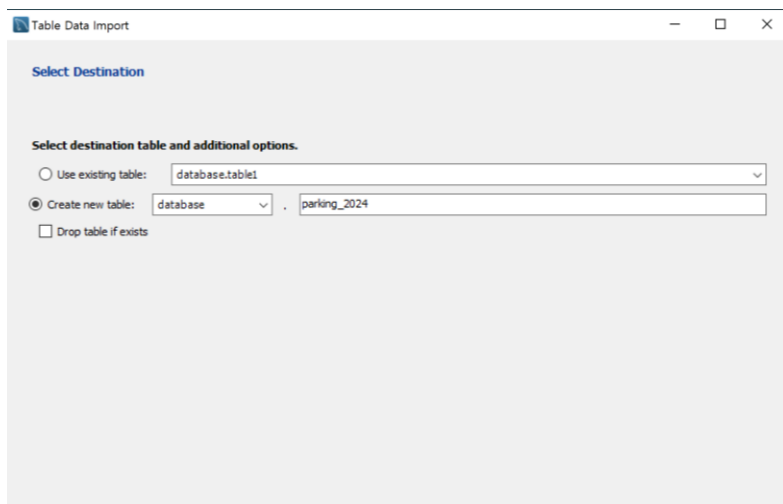 Table Data Import
Select Destination
Select destination table and additional options.
Use existing table: database.table1
Create new table: database . parking_2024
Drop table if exists